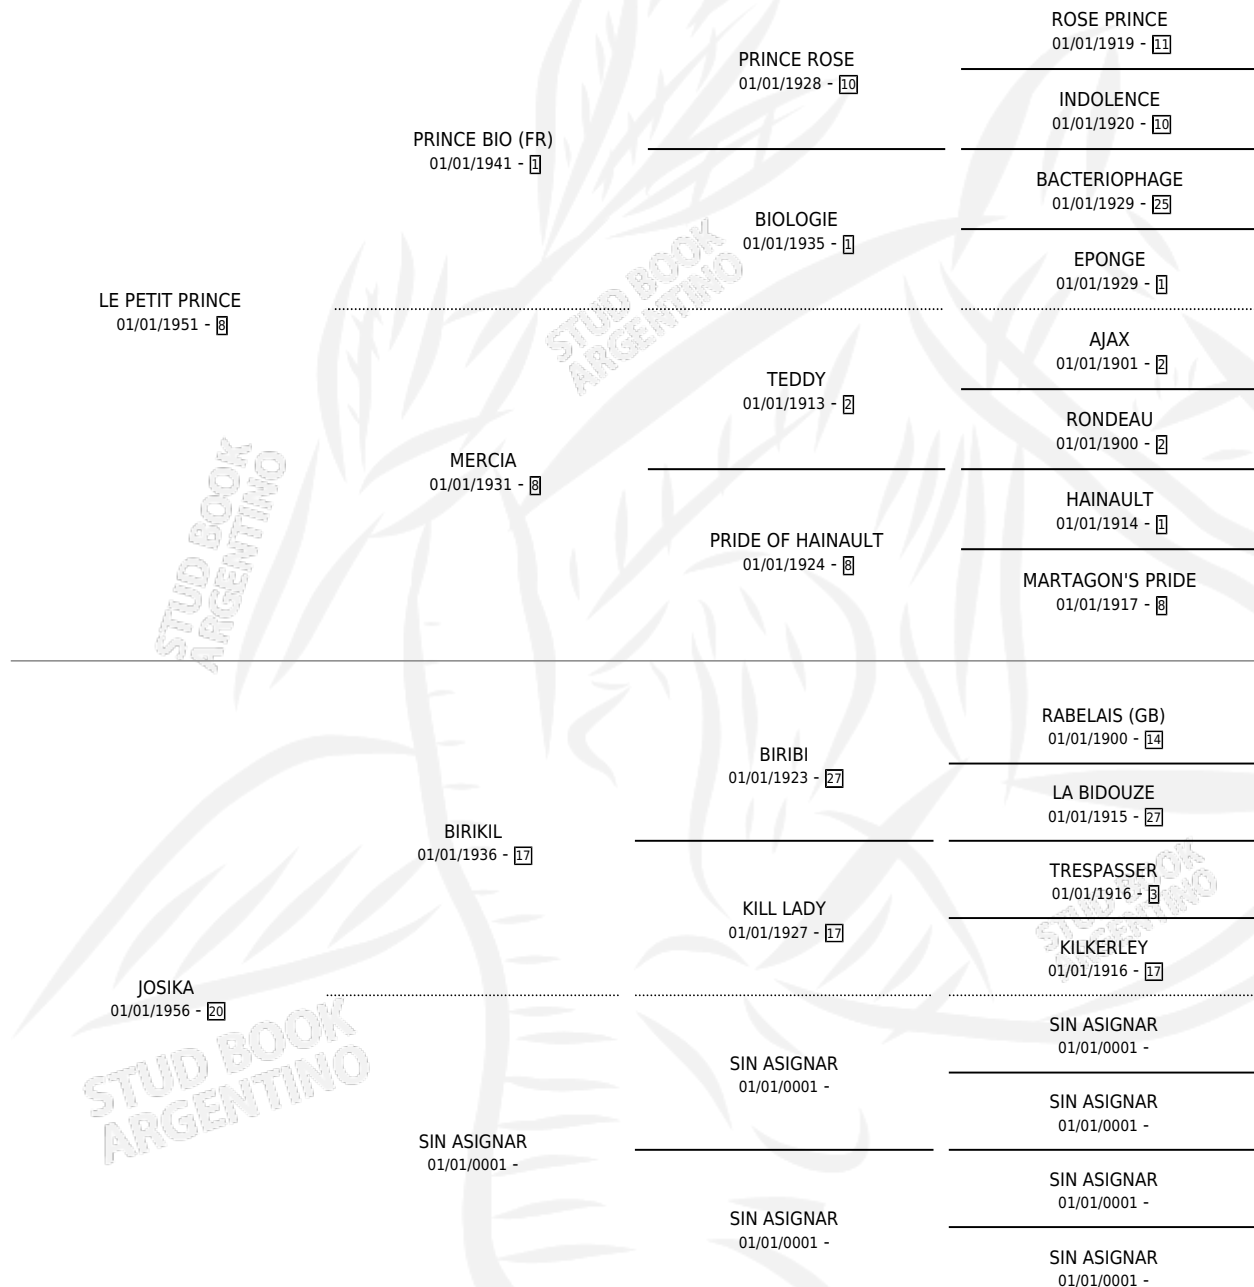 ROSE PRINCE
01/01/1919 - 11
PRINCE ROSE
01/01/1928 - 10
INDOLENCE
01/01/1920 - 10
PRINCE BIO (FR)
01/01/1941 - 1
BACTERIOPHAGE
01/01/1929 - 25
BIOLOGIE
01/01/1935 - 1
EPONGE
01/01/1929 - 1
LE PETIT PRINCE
01/01/1951 - 8
STUD BOOK
ARGENTINO
AJAX
01/01/1901 - 2
TEDDY
01/01/1913 - 2
RONDEAU
01/01/1900 - 2
MERCIA
01/01/1931 - 8
HAINAULT
01/01/1914 - 1
PRIDE OF HAINAULT
01/01/1924 - 8
MARTAGON'S PRIDE
01/01/1917 - 8
STUD BOOK
ARGENTINO
RABELAIS (GB)
01/01/1900 - 14
BIRIBI
01/01/1923 - 27
LA BIDOUZE
01/01/1915 - 27
BIRIKIL
01/01/1936 - 17
TRESPASSER
01/01/1916 - 3
STUD BOOK
ARGENTINO
KILL LADY
01/01/1927 - 17
KILKERLEY
01/01/1916 - 17
JOSIKA
01/01/1956 - 20
STUD BOOK
ARGENTINO
SIN ASIGNAR
01/01/0001 -
SIN ASIGNAR
01/01/0001 -
SIN ASIGNAR
01/01/0001 -
SIN ASIGNAR
01/01/0001 -
SIN ASIGNAR
01/01/0001 -
SIN ASIGNAR
01/01/0001 -
SIN ASIGNAR
01/01/0001 -